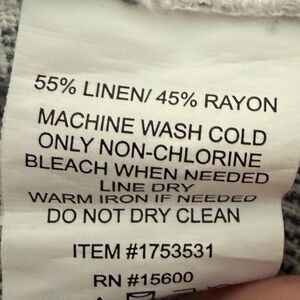 55% LINEN/ 45% RAYON
MACHINE WASH COLD
ONLY NON-CHLORINE
BLEACH WHEN NEEDED
LINE DRY
WARM IRON IF NEEDED
DO NOT DRY CLEAN
ITEM #1753531
RN #15600